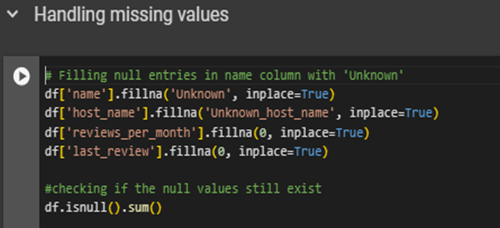 Handling missing values
# Filling null entries in name column with 'Unknown'
df['name'].fillna('Unknown', inplace=True)
df['host_name'].fillna('Unknown_host_name', inplace=True)
df['reviews_per_month'].fillna(0, inplace=True)
df['last_review'].fillna(0, inplace=True)
#checking if the null values still exist
df.isnull().sum()